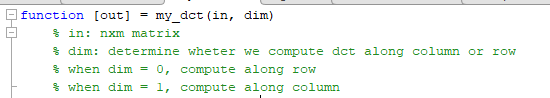 function [out] = my_dct(in, dim)
% in: nxm matrix
% dim: determine wheter we compute dct along column or row
% when dim = 0, compute along row
% when dim = 1, compute along column